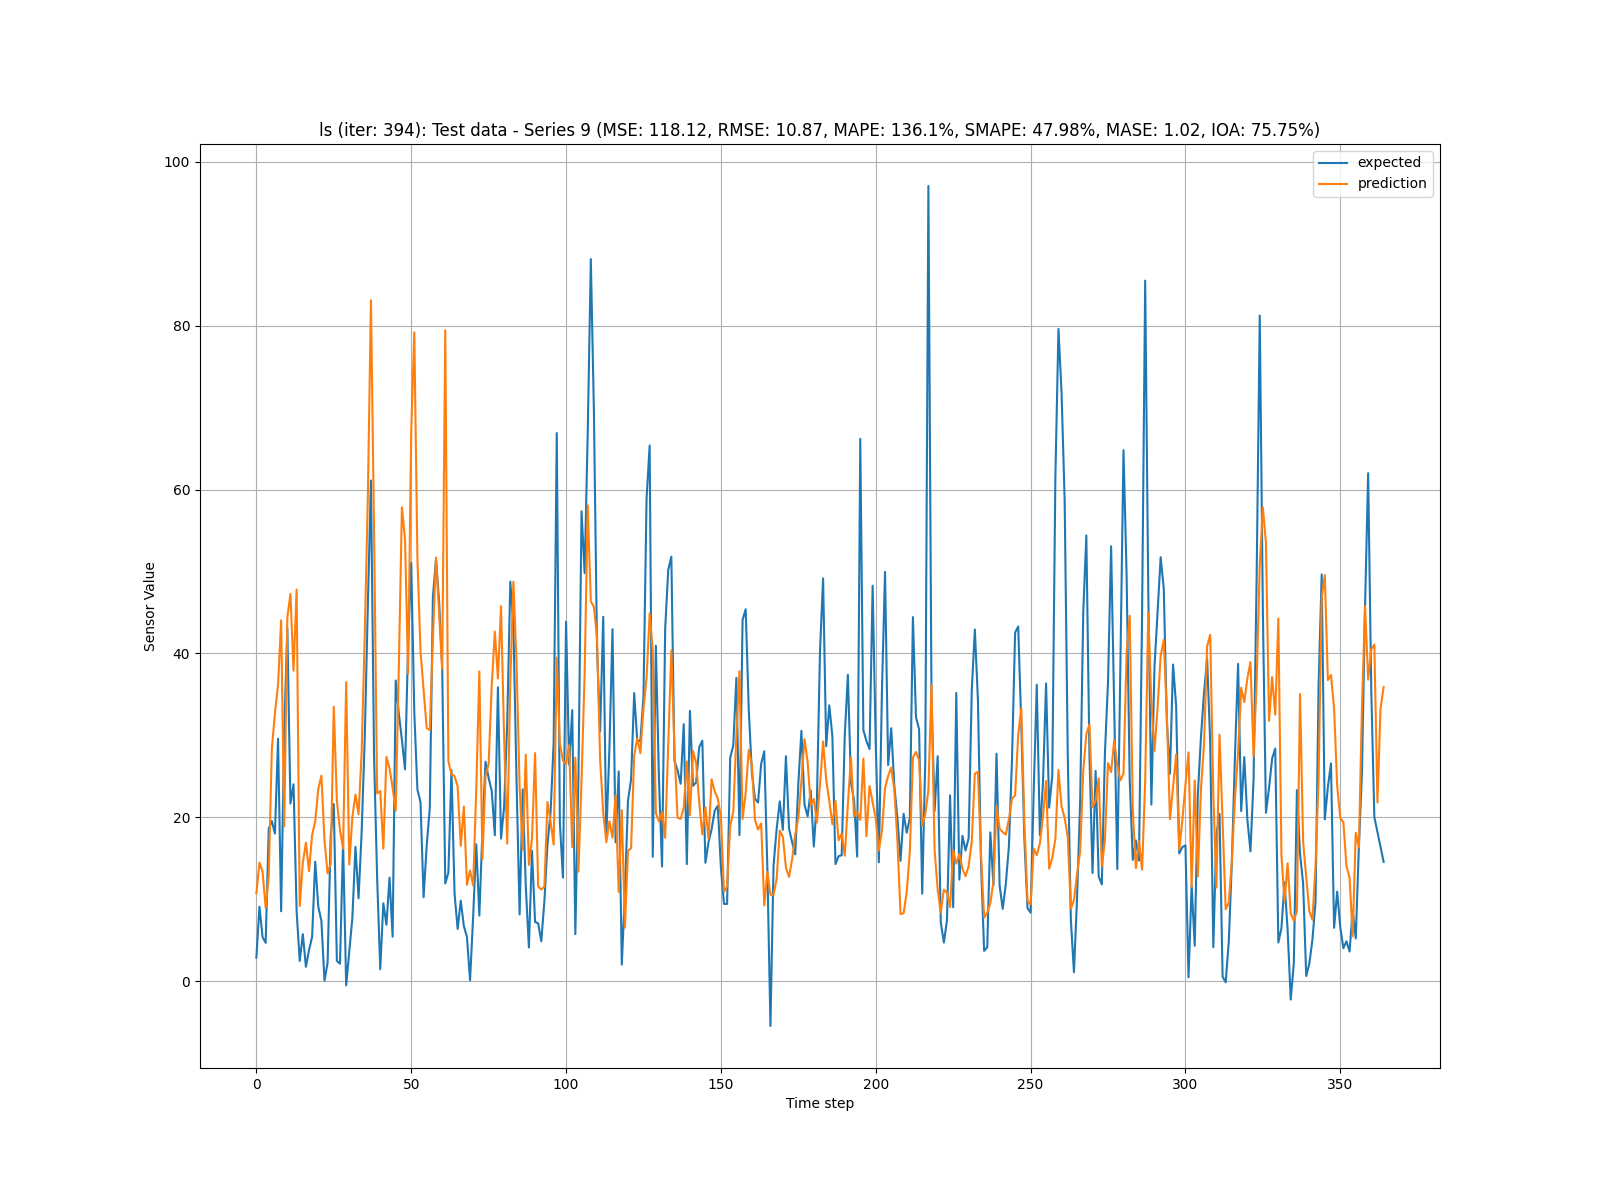 ls (iter: 394): Test data - Series 9 (MSE: 118.12, RMSE: 10.87, MAPE: 136.1%, SMAPE: 47.98%, MASE: 1.02, IOA: 75.75%)
expected
prediction
100
80
60
40
20
0
Sensor Value
0 50 100 150 200 250 300 350
Time step